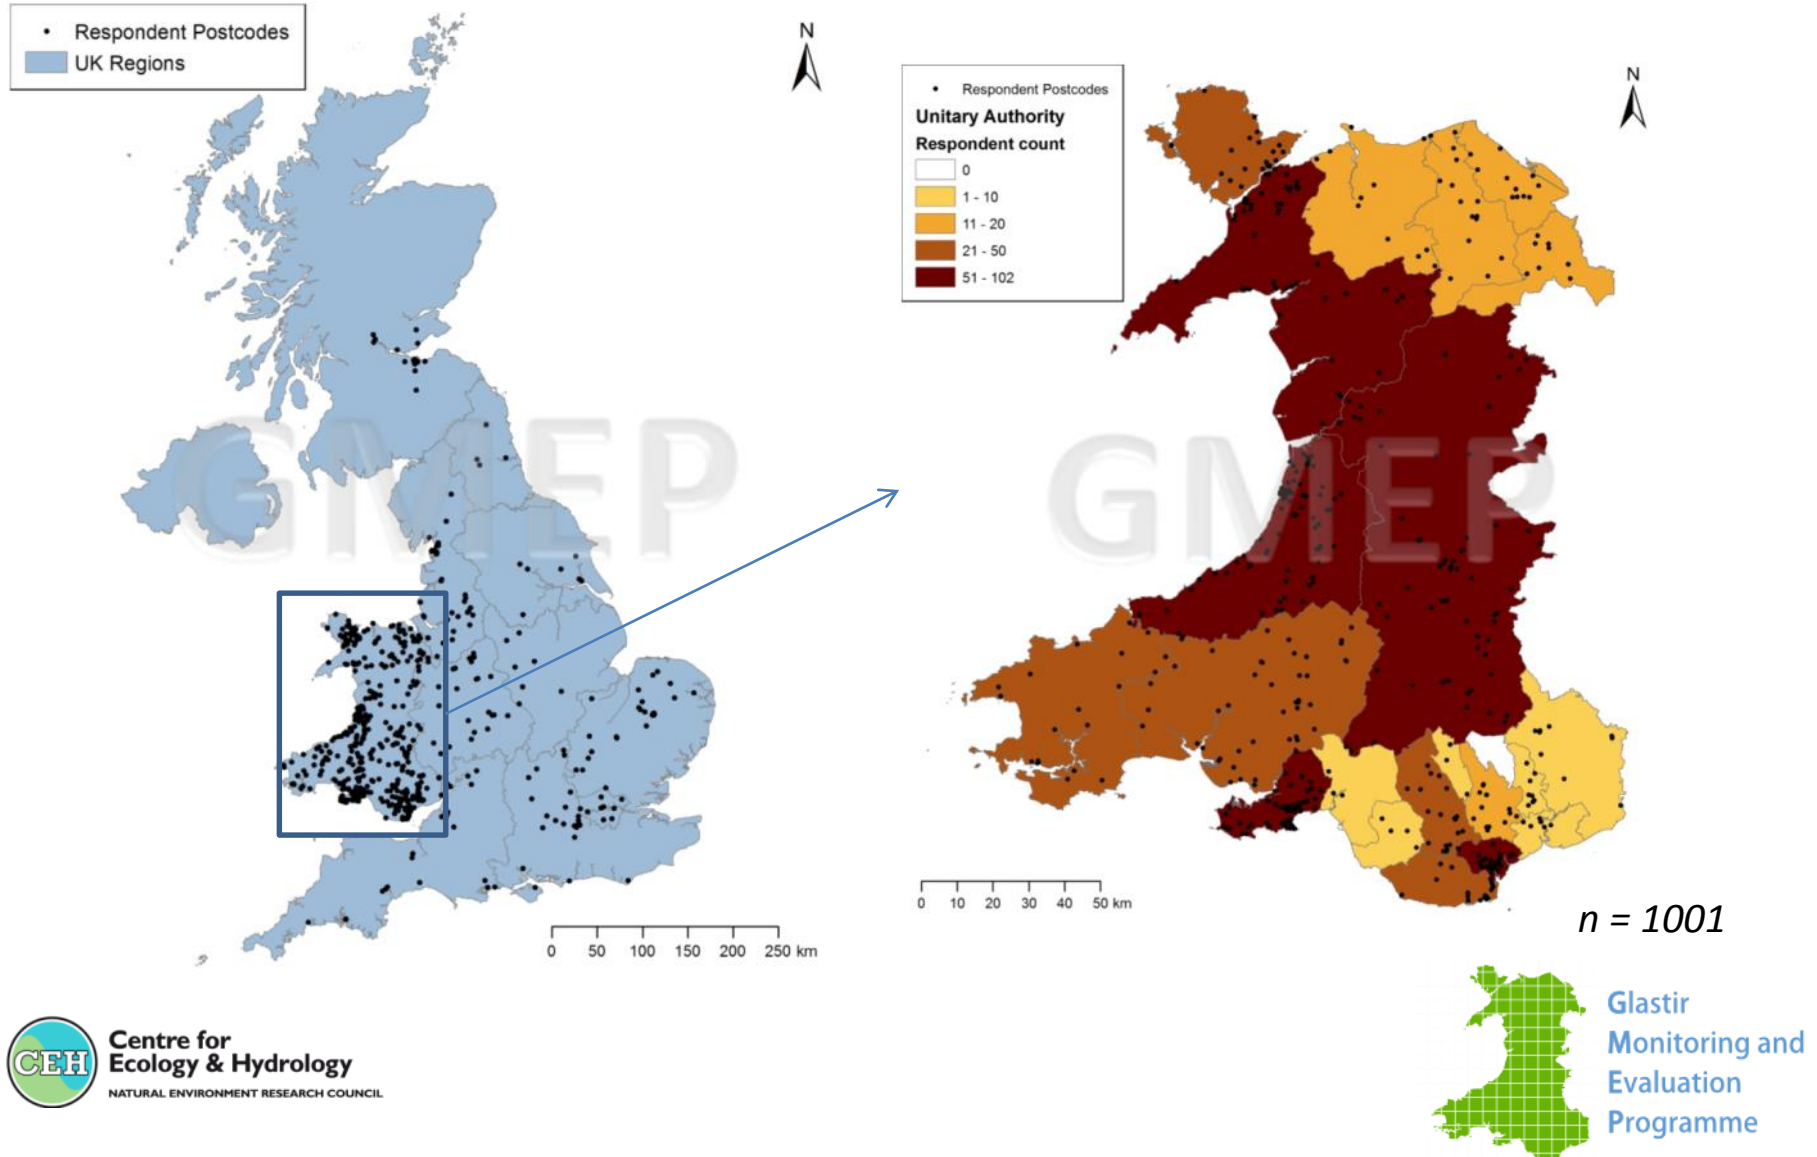 Respondent Postcodes
UK Regions
N
GMEP
0 50 100 150 200 250 km
N
Respondent Postcodes
Unitary Authority
Respondent count
0
1 - 10
11 - 20
21 - 50
51 - 102
GMEP
0 10 20 30 40 50 km
n = 1001
CEH
Centre for
Ecology & Hydrology
NATURAL ENVIRONMENT RESEARCH COUNCIL
Glastir
Monitoring and
Evaluation
Programme